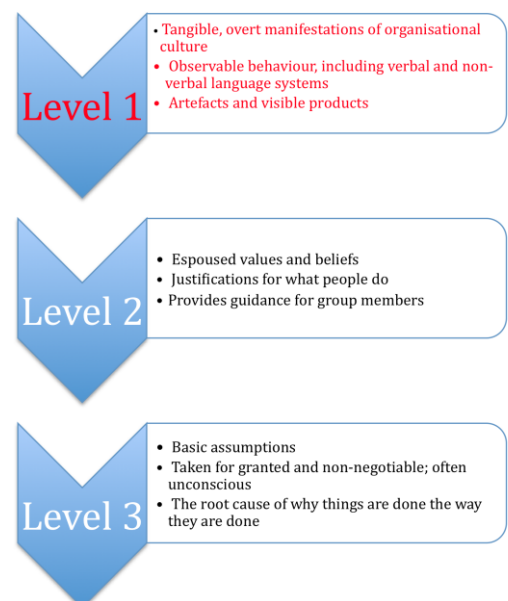 Level 1
• Tangible, overt manifestations of organisational
culture
• Observable behaviour, including verbal and non-
verbal language systems
• Artefacts and visible products
Level 2
• Espoused values and beliefs
• Justifications for what people do
• Provides guidance for group members
Level 3
• Basic assumptions
• Taken for granted and non-negotiable; often
unconscious
• The root cause of why things are done the way
they are done